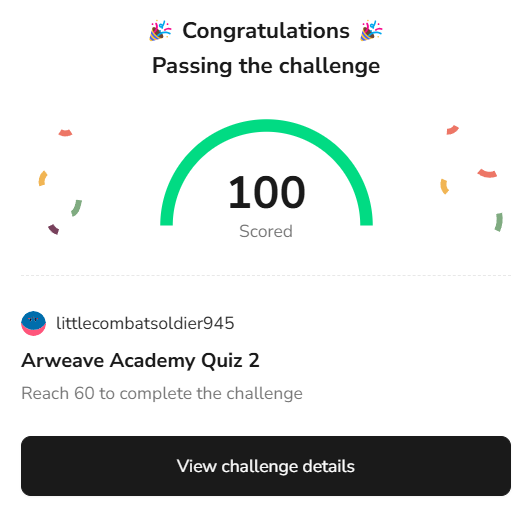 🎉 Congratulations 🎉
Passing the challenge
100
Scored
littlecombatsoldier945
Arweave Academy Quiz 2
Reach 60 to complete the challenge
View challenge details